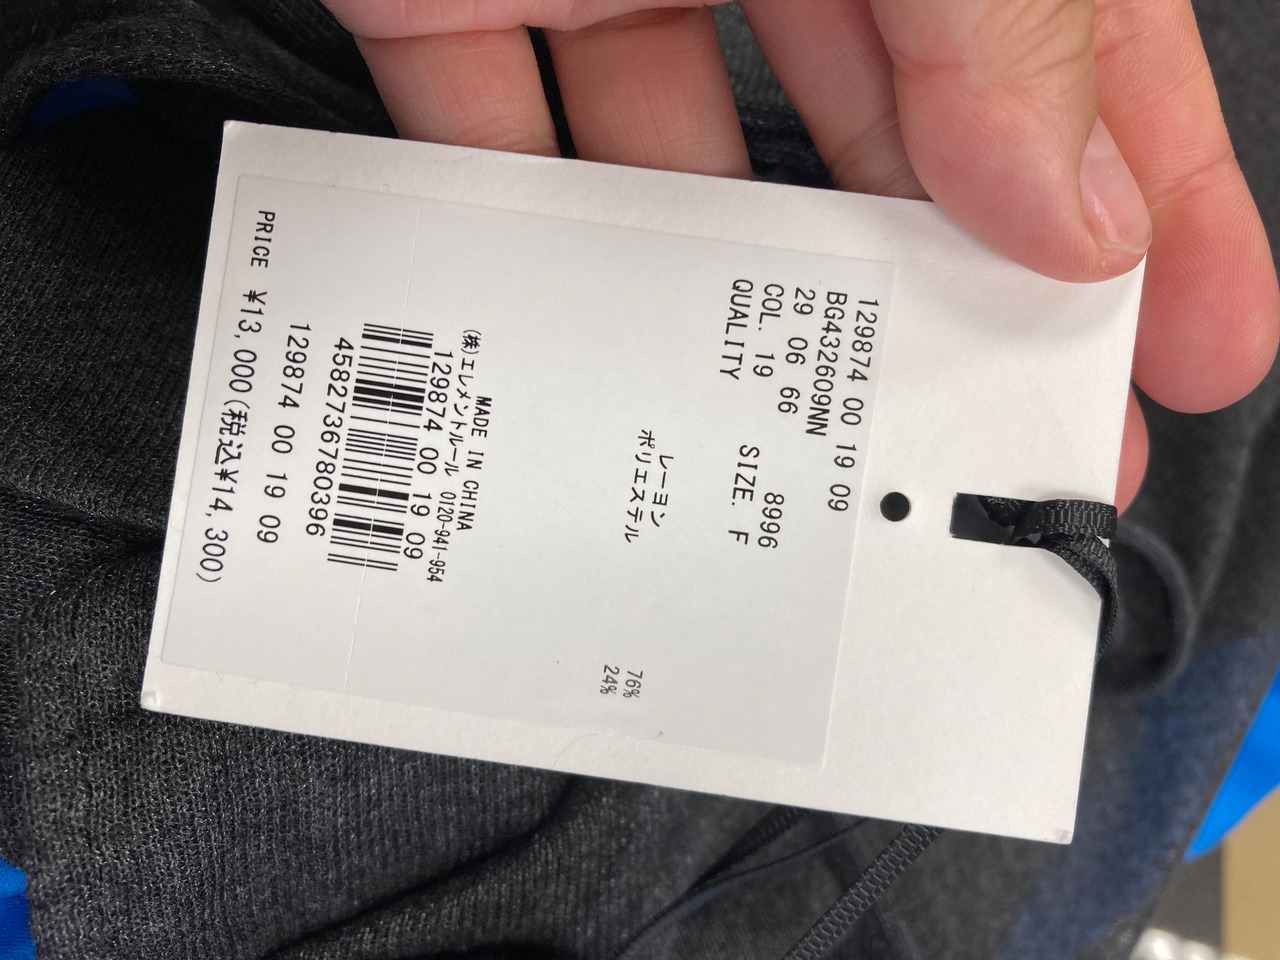 129874 00 19 09
BG432609NN
29 06 66
COL. 19 8996
QUALITY SIZE. F
レーヨン 76%
ポリエステル 24%
MADE IN CHINA
(株)エレメントルール 0120-941-954
129874 00 19 09
4582736780396
129874 00 19 09
PRICE ¥13,000(税込¥14,300)